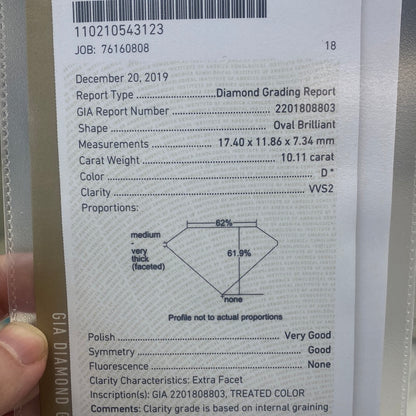 110210543123
JOB: 76160808 18
December 20, 2019
Report Type Diamond Grading Report
GIA Report Number 2201808803
Shape Oval Brilliant
Measurements 17.40 x 11.86 x 7.34 mm
Carat Weight 10.11 carat
Color D *
Clarity VVS2
Proportions:
62%
medium
-
very
thick
(faceted)
61.9%
none
Profile not to actual proportions
Polish Very Good
Symmetry Good
Fluorescence None
Clarity Characteristics: Extra Facet
Inscription(s): GIA 2201808803, TREATED COLOR
Comments: Clarity grade is based on internal graining
GIA DIAMOND G